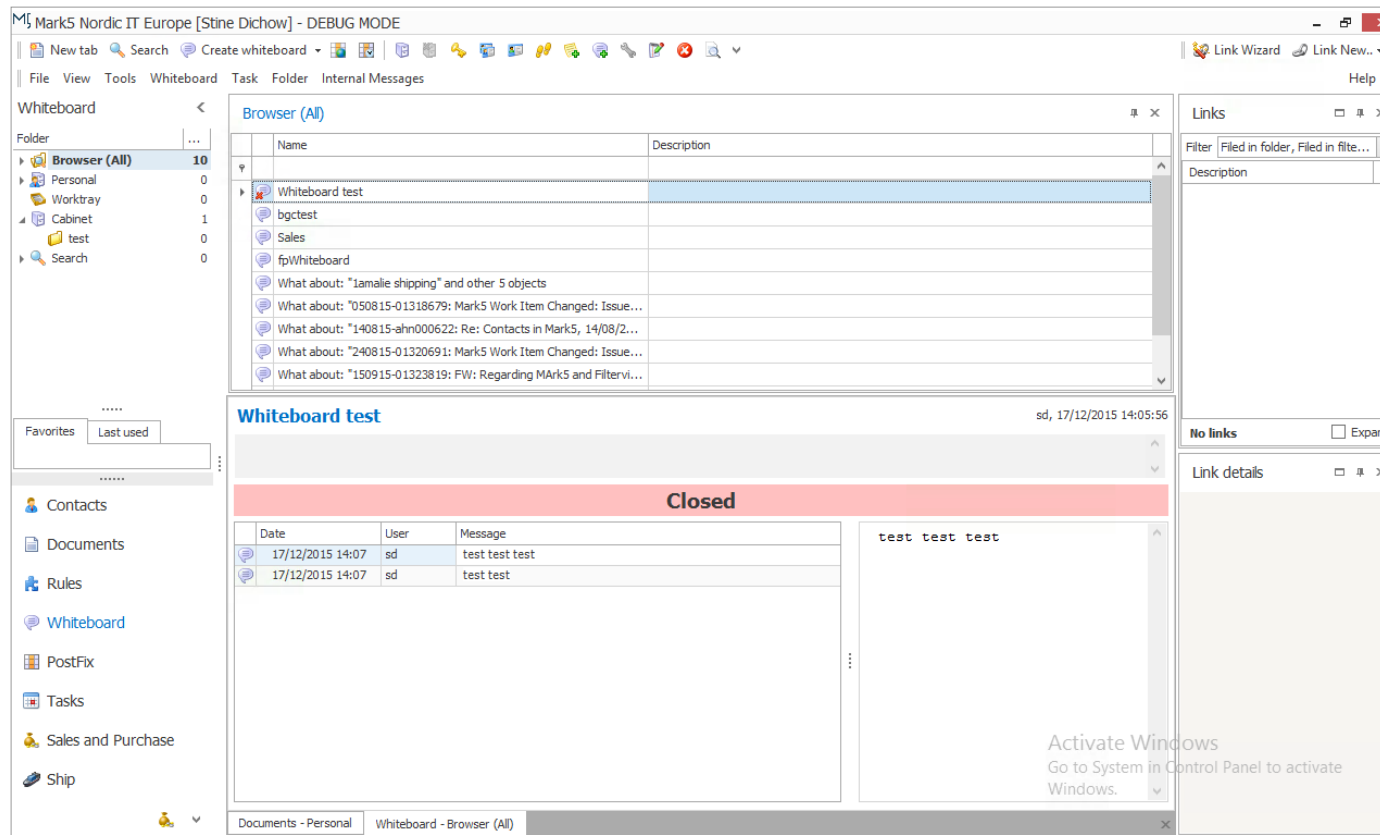 M5 Mark5 Nordic IT Europe [Stine Dichow] - DEBUG MODE
New tab Search Create whiteboard Link Wizard Link New..
File View Tools Whiteboard Task Folder Internal Messages Help
Whiteboard
Folder ...
Browser (All) 10
Personal 0
Worktray 0
Cabinet 1
test 0
Search 0
Favorites Last used
Contacts
Documents
Rules
Whiteboard
PostFix
Tasks
Sales and Purchase
Ship
Browser (All)
Name Description
Whiteboard test
bgctest
Sales
fpWhiteboard
What about: "1amalie shipping" and other 5 objects
What about: "050815-01318679: Mark5 Work Item Changed: Issue...
What about: "140815-ahn000622: Re: Contacts in Mark5, 14/08/2...
What about: "240815-01320691: Mark5 Work Item Changed: Issue...
What about: "150915-01323819: FW: Regarding MArk5 and Filtervi...
Whiteboard test sd, 17/12/2015 14:05:56
Closed
Date User Message
17/12/2015 14:07 sd test test test
17/12/2015 14:07 sd test test
test test test
Documents - Personal Whiteboard - Browser (All)
Links
Filter Filed in folder, Filed in filte...
Description
No links Expar
Link details
Activate Windows
Go to System in Control Panel to activate
Windows.